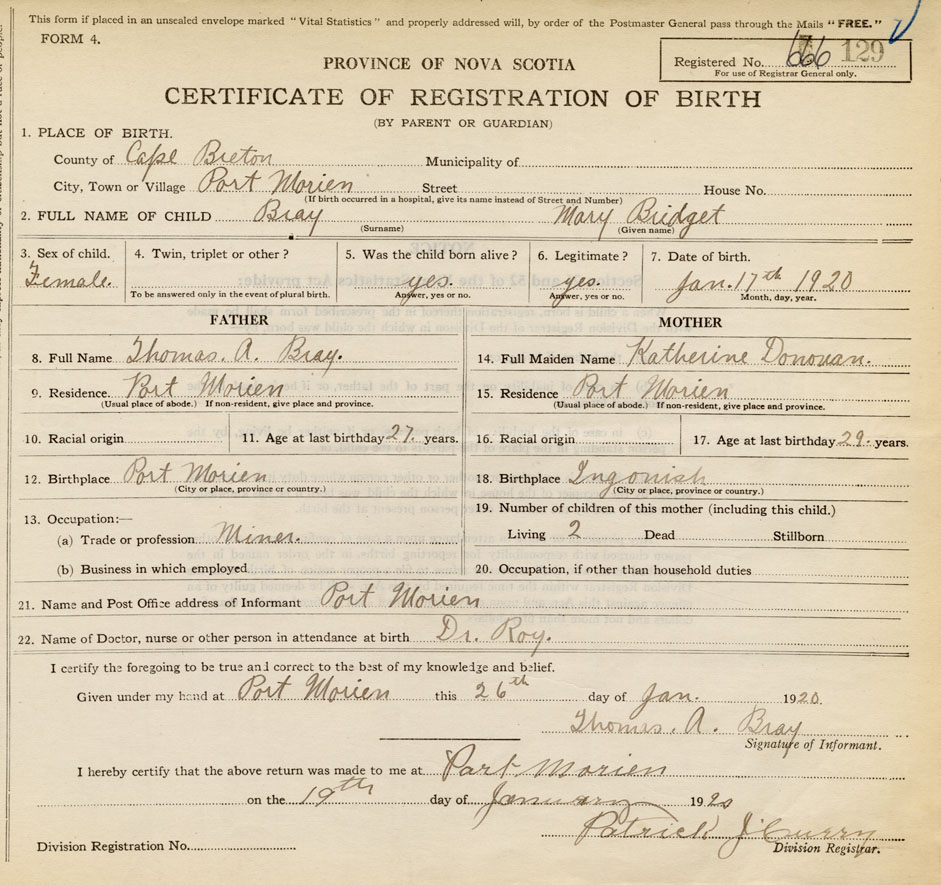 This form if placed in an unsealed envelope marked "Vital Statistics" and properly addressed will, by order of the Postmaster General pass through the Mails "FREE."
FORM 4.
Registered No. 666 129
For use of Registrar General only.
PROVINCE OF NOVA SCOTIA
CERTIFICATE OF REGISTRATION OF BIRTH
(BY PARENT OR GUARDIAN)
1. PLACE OF BIRTH.
County of Cape Breton Municipality of
City, Town or Village Port Morien Street House No.
(If birth occurred in a hospital, give its name instead of Street and Number)
2. FULL NAME OF CHILD Bray Mary Bridget
(Surname) (Given name)
3. Sex of child. 4. Twin, triplet or other? 5. Was the child born alive? 6. Legitimate? 7. Date of birth.
Female. yes. yes. Jan. 17th 1920
To be answered only in the event of plural birth. Answer, yes or no. Answer, yes or no. Month, day, year.
FATHER MOTHER
8. Full Name Thomas. A. Bray. 14. Full Maiden Name Katherine Donovan.
9. Residence. Port Morien 15. Residence Port Morien
(Usual place of abode.) If non-resident, give place and province. (Usual place of abode.) If non-resident, give place and province.
10. Racial origin 11. Age at last birthday 27. years. 16. Racial origin 17. Age at last birthday 29. years.
12. Birthplace Port Morien 18. Birthplace Ingonish
(City or place, province or country.) (City or place, province or country.)
13. Occupation:— 19. Number of children of this mother (including this child.)
(a) Trade or profession Miner. Living 2 Dead Stillborn
(b) Business in which employed 20. Occupation, if other than household duties
21. Name and Post Office address of Informant Port Morien
22. Name of Doctor, nurse or other person in attendance at birth Dr. Roy.
I certify the foregoing to be true and correct to the best of my knowledge and belief.
Given under my hand at Port Morien this 26th day of Jan. 1920.
Thomas. A. Bray
Signature of Informant.
I hereby certify that the above return was made to me at Port Morien
on the 19th day of January 1920
Patrick
Division Registration No. Division Registrar.